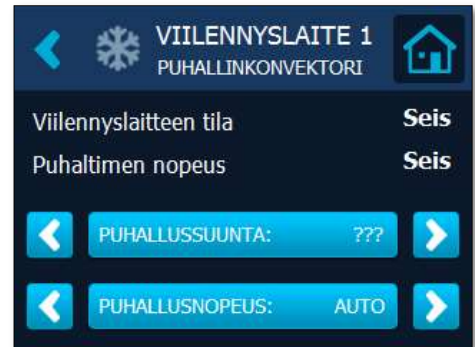 VIILENNYSLAITE 1
PUHALLINKONVEKTORI
Viilennyslaitteen tila Seis
Puhaltimen nopeus Seis
PUHALLUSSUUNTA: ???
PUHALLUSNOPEUS: AUTO